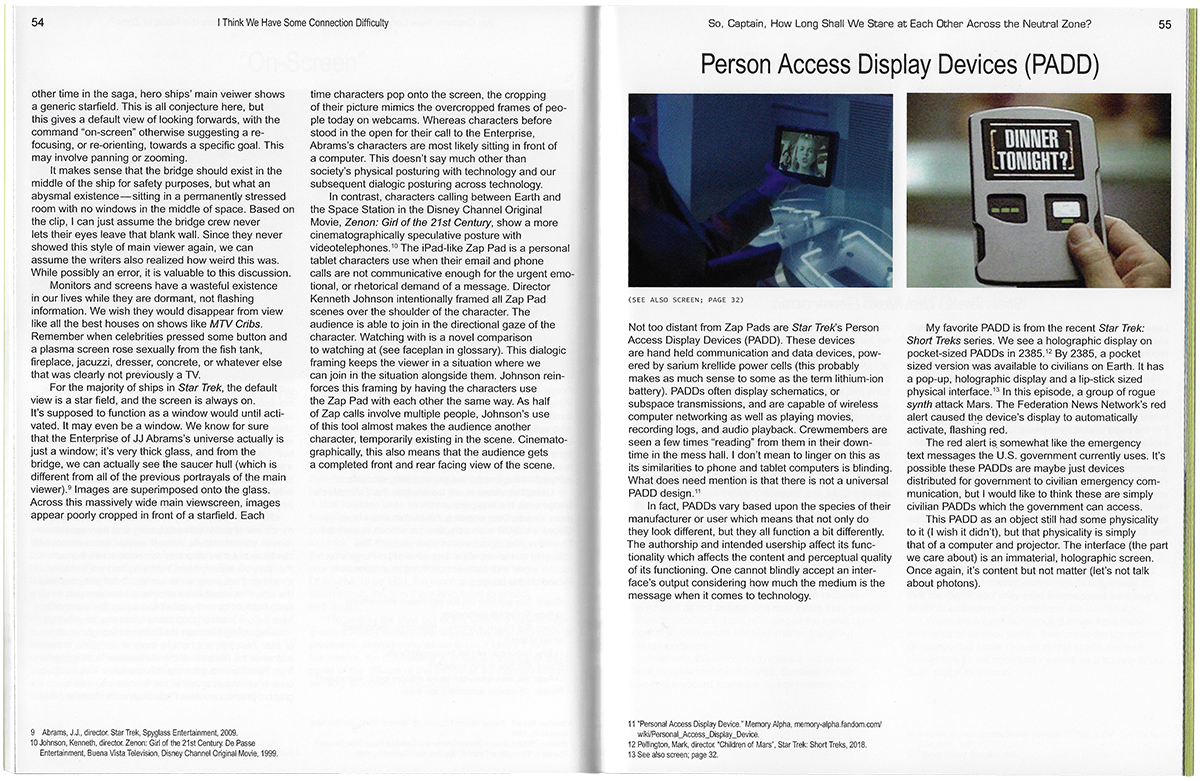 54
I Think We Have Some Connection Difficulty
other time in the saga, hero ships' main veiwer shows
a generic starfield. This is all conjecture here, but
this gives a default view of looking forwards, with the
command "on-screen" otherwise suggesting a re-
focusing, or re-orienting, towards a specific goal. This
may involve panning or zooming.
It makes sense that the bridge should exist in the
middle of the ship for safety purposes, but what an
abysmal existence—sitting in a permanently stressed
room with no windows in the middle of space. Based on
the clip, I can just assume the bridge crew never
lets their eyes leave that blank wall. Since they never
showed this style of main viewer again, we can
assume the writers also realized how weird this was.
While possibly an error, it is valuable to this discussion.
Monitors and screens have a wasteful existence
in our lives while they are dormant, not flashing
information. We wish they would disappear from view
like all the best houses on shows like MTV Cribs.
Remember when celebrities pressed some button and
a plasma screen rose sexually from the fish tank,
fireplace, jacuzzi, dresser, concrete, or whatever else
that was clearly not previously a TV.
For the majority of ships in Star Trek, the default
view is a star field, and the screen is always on.
It's supposed to function as a window would until acti-
vated. It may even be a window. We know for sure
that the Enterprise of JJ Abrams's universe actually is
just a window; it's very thick glass, and from the
bridge, we can actually see the saucer hull (which is
different from all of the previous portrayals of the main
viewer).9 Images are superimposed onto the glass.
Across this massively wide main viewscreen, images
appear poorly cropped in front of a starfield. Each
time characters pop onto the screen, the cropping
of their picture mimics the overcropped frames of peo-
ple today on webcams. Whereas characters before
stood in the open for their call to the Enterprise,
Abrams's characters are most likely sitting in front of
a computer. This doesn't say much other than
society's physical posturing with technology and our
subsequent dialogic posturing across technology.
In contrast, characters calling between Earth and
the Space Station in the Disney Channel Original
Movie, Zenon: Girl of the 21st Century, show a more
cinematographically speculative posture with
videotelephones.10 The iPad-like Zap Pad is a personal
tablet characters use when their email and phone
calls are not communicative enough for the urgent emo-
tional, or rhetorical demand of a message. Director
Kenneth Johnson intentionally framed all Zap Pad
scenes over the shoulder of the character. The
audience is able to join in the directional gaze of the
character. Watching with is a novel comparison
to watching at (see faceplan in glossary). This dialogic
framing keeps the viewer in a situation where we
can join in the situation alongside them. Johnson rein-
forces this framing by having the characters use
the Zap Pad with each other the same way. As half
of Zap calls involve multiple people, Johnson's use
of this tool almost makes the audience another
character, temporarily existing in the scene. Cinemato-
graphically, this also means that the audience gets
a completed front and rear facing view of the scene.
9 Abrams, J.J., director. Star Trek, Spyglass Entertainment, 2009.
10 Johnson, Kenneth, director. Zenon: Girl of the 21st Century. De Passe
Entertainment, Buena Vista Television, Disney Channel Original Movie, 1999.
So, Captain, How Long Shall We Stare at Each Other Across the Neutral Zone?
55
Person Access Display Devices (PADD)
DINNER
TONIGHT?
(SEE ALSO SCREEN; PAGE 32)
Not too distant from Zap Pads are Star Trek's Person
Access Display Devices (PADD). These devices
are hand held communication and data devices, pow-
ered by sarium krellide power cells (this probably
makes as much sense to some as the term lithium-ion
battery). PADDs often display schematics, or
subspace transmissions, and are capable of wireless
computer networking as well as playing movies,
recording logs, and audio playback. Crewmembers are
seen a few times "reading" from them in their down-
time in the mess hall. I don't mean to linger on this as
its similarities to phone and tablet computers is blinding.
What does need mention is that there is not a universal
PADD design.11
In fact, PADDs vary based upon the species of their
manufacturer or user which means that not only do
they look different, but they all function a bit differently.
The authorship and intended usership affect its func-
tionality which affects the content and perceptual quality
of its functioning. One cannot blindly accept an inter-
face's output considering how much the medium is the
message when it comes to technology.
My favorite PADD is from the recent Star Trek:
Short Treks series. We see a holographic display on
pocket-sized PADDs in 2385.12 By 2385, a pocket
sized version was available to civilians on Earth. It has
a pop-up, holographic display and a lip-stick sized
physical interface.13 In this episode, a group of rogue
synth attack Mars. The Federation News Network's red
alert caused the device's display to automatically
activate, flashing red.
The red alert is somewhat like the emergency
text messages the U.S. government currently uses. It's
possible these PADDs are maybe just devices
distributed for government to civilian emergency com-
munication, but I would like to think these are simply
civilian PADDs which the government can access.
This PADD as an object still had some physicality
to it (I wish it didn't), but that physicality is simply
that of a computer and projector. The interface (the part
we care about) is an immaterial, holographic screen.
Once again, it's content but not matter (let's not talk
about photons).
11 "Personal Access Display Device." Memory Alpha, memory-alpha.fandom.com/
wiki/Personal_Access_Display_Device.
12 Pellington, Mark, director. "Children of Mars", Star Trek: Short Treks, 2018.
13 See also screen; page 32.